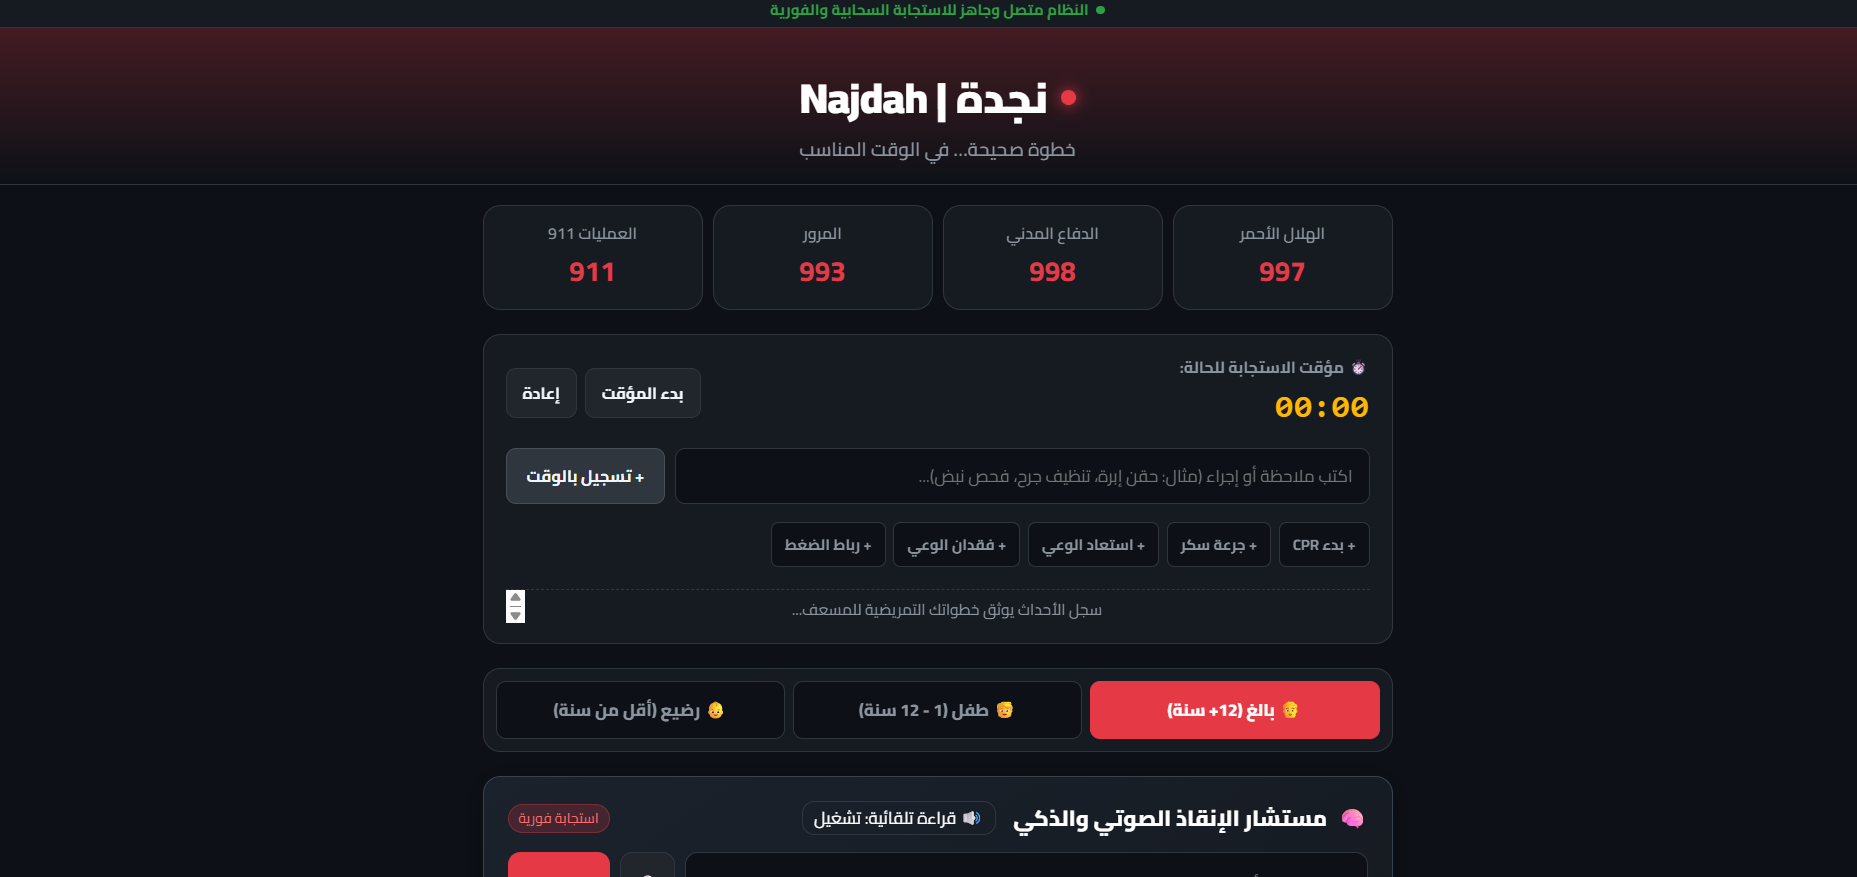 النظام متصل وجاهز للاستجابة السحابية والفورية
نجدة | Najdah
خطوة صحيحة... في الوقت المناسب
الهلال الأحمر
997
الدفاع المدني
998
المرور
993
العمليات 911
911
مؤقت الاستجابة للحالة:
00:00
بدء المؤقت
إعادة
اكتب ملاحظة أو إجراء (مثال: حقن إبرة، تنظيف جرح، فحص نبض)...
+ تسجيل بالوقت
+ بدء CPR
+ جرعة سكر
+ استعاد الوعي
+ فقدان الوعي
+ رباط الضغط
سجل الأحداث يوثق خطواتك التمريضية للمسعف...
بالغ (12+ سنة)
طفل (1 - 12 سنة)
رضيع (أقل من سنة)
مستشار الإنقاذ الصوتي والذكي
قراءة تلقائية: تشغيل
استجابة فورية